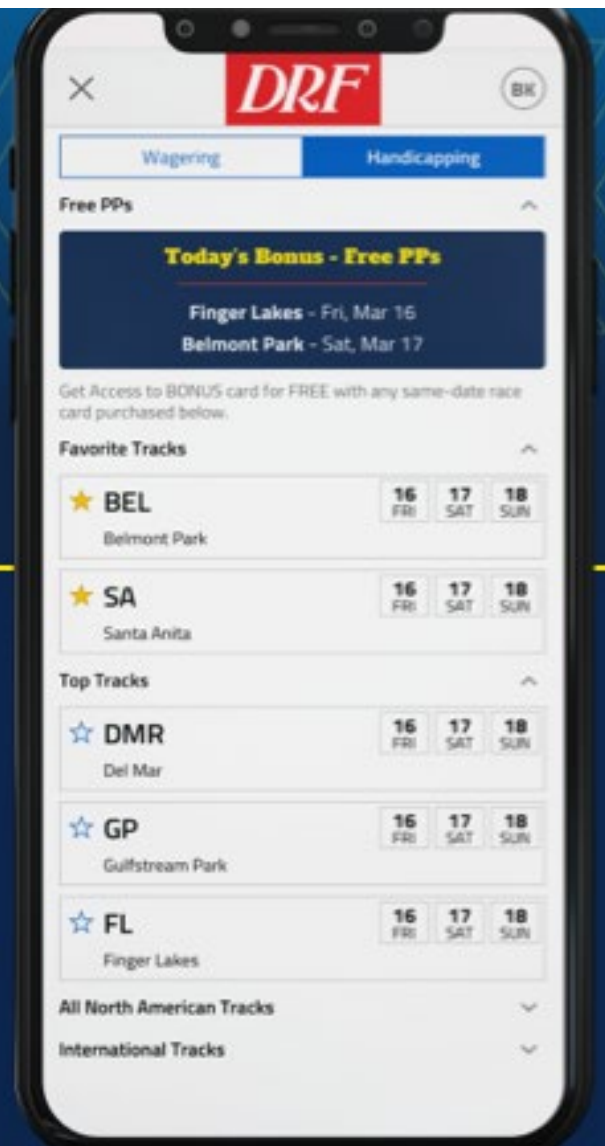 DRF
BK
Wagering
Handicapping
Free PPs
Today's Bonus - Free PPs
Finger Lakes - Fri, Mar 16
Belmont Park - Sat, Mar 17
Get Access to BONUS card for FREE with any same-date race
card purchased below.
Favorite Tracks
BEL
16 17 18
FRI SAT SUN
Belmont Park
SA
16 17 18
FRI SAT SUN
Santa Anita
Top Tracks
DMR
16 17 18
FRI SAT SUN
Del Mar
GP
16 17 18
FRI SAT SUN
Gulfstream Park
FL
16 17 18
FRI SAT SUN
Finger Lakes
All North American Tracks
International Tracks